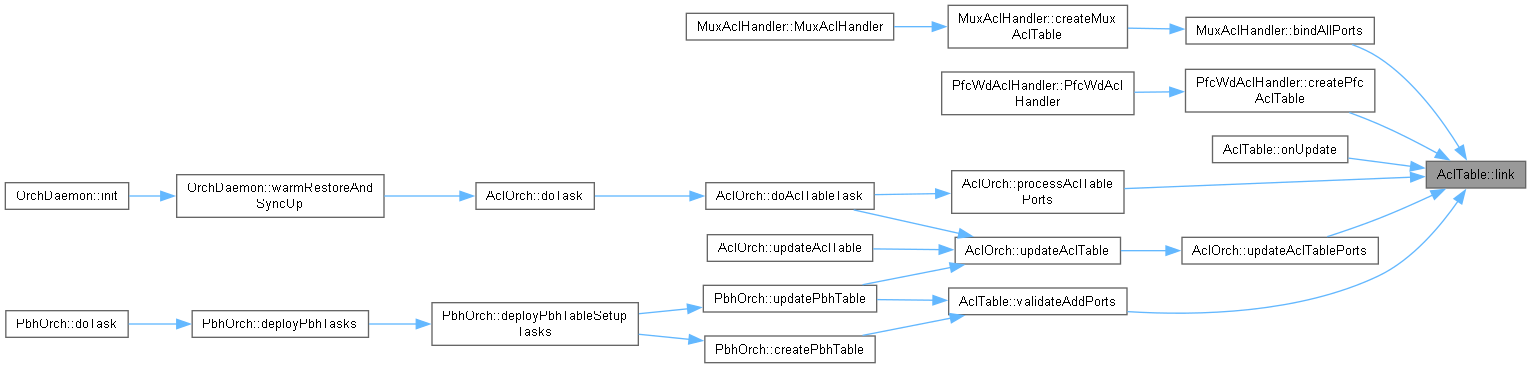 MuxAclHandler::MuxAclHandler
MuxAclHandler::createMux
AclTable
MuxAclHandler::bindAllPorts
PfcWdAclHandler::PfcWdAcl
Handler
PfcWdAclHandler::createPfc
AclTable
AclTable::onUpdate
AclTable::link
OrchDaemon::init
OrchDaemon::warmRestoreAnd
SyncUp
AclOrch::doTask
AclOrch::doAclTableTask
AclOrch::processAclTable
Ports
AclOrch::updateAclTable
AclOrch::updateAclTable
AclOrch::updateAclTablePorts
PbhOrch::updatePbhTable
AclTable::validateAddPorts
PbhOrch::doTask
PbhOrch::deployPbhTasks
PbhOrch::deployPbhTableSetup
Tasks
PbhOrch::createPbhTable